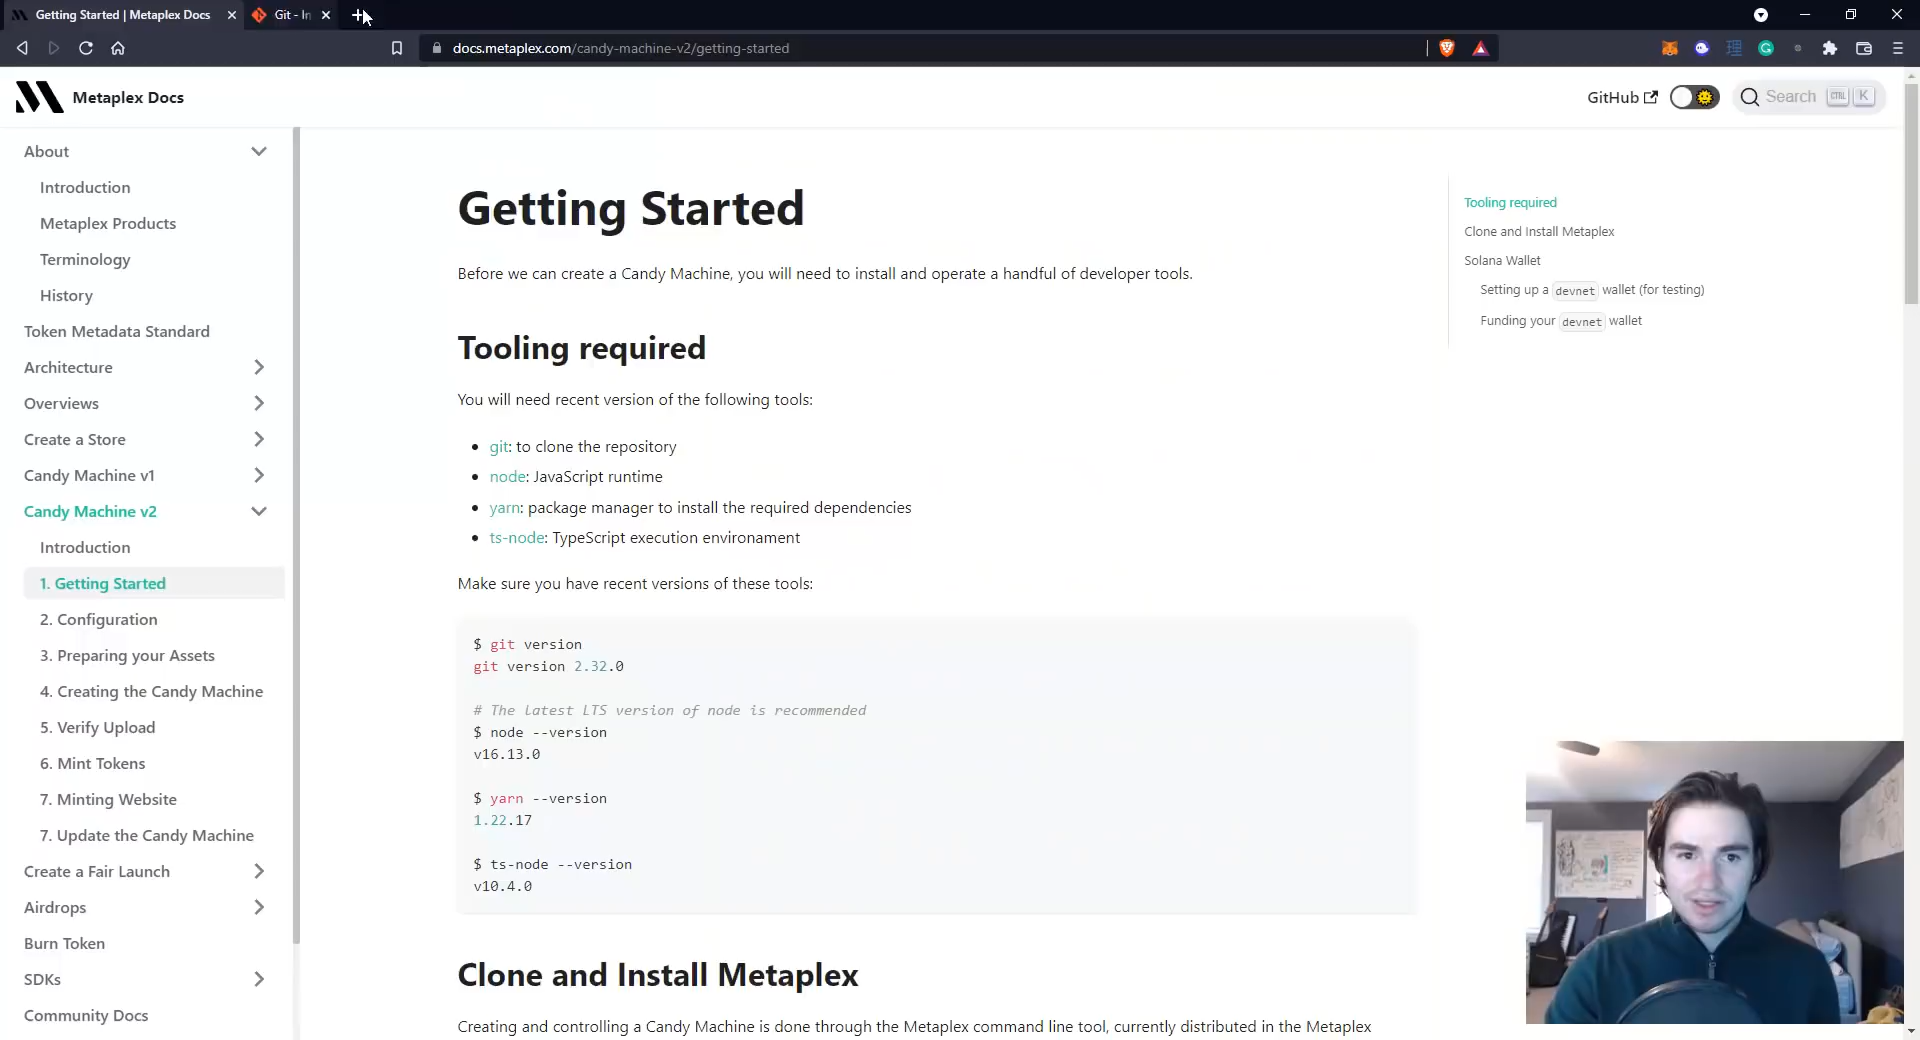 Getting Started | Metaplex Docs
Git - In
docs.metaplex.com/candy-machine-v2/getting-started
Metaplex Docs
GitHub
Search
CTRL
K
About
Introduction
Metaplex Products
Terminology
History
Token Metadata Standard
Architecture
Overviews
Create a Store
Candy Machine v1
Candy Machine v2
Introduction
1. Getting Started
2. Configuration
3. Preparing your Assets
4. Creating the Candy Machine
5. Verify Upload
6. Mint Tokens
7. Minting Website
7. Update the Candy Machine
Create a Fair Launch
Airdrops
Burn Token
SDKs
Community Docs
Getting Started
Before we can create a Candy Machine, you will need to install and operate a handful of developer tools.
Tooling required
You will need recent version of the following tools:
git: to clone the repository
node: JavaScript runtime
yarn: package manager to install the required dependencies
ts-node: TypeScript execution environament
Make sure you have recent versions of these tools:
$ git version
git version 2.32.0
# The latest LTS version of node is recommended
$ node --version
v16.13.0
$ yarn --version
1.22.17
$ ts-node --version
v10.4.0
Clone and Install Metaplex
Creating and controlling a Candy Machine is done through the Metaplex command line tool, currently distributed in the Metaplex
Tooling required
Clone and Install Metaplex
Solana Wallet
Setting up a devnet wallet (for testing)
Funding your devnet wallet